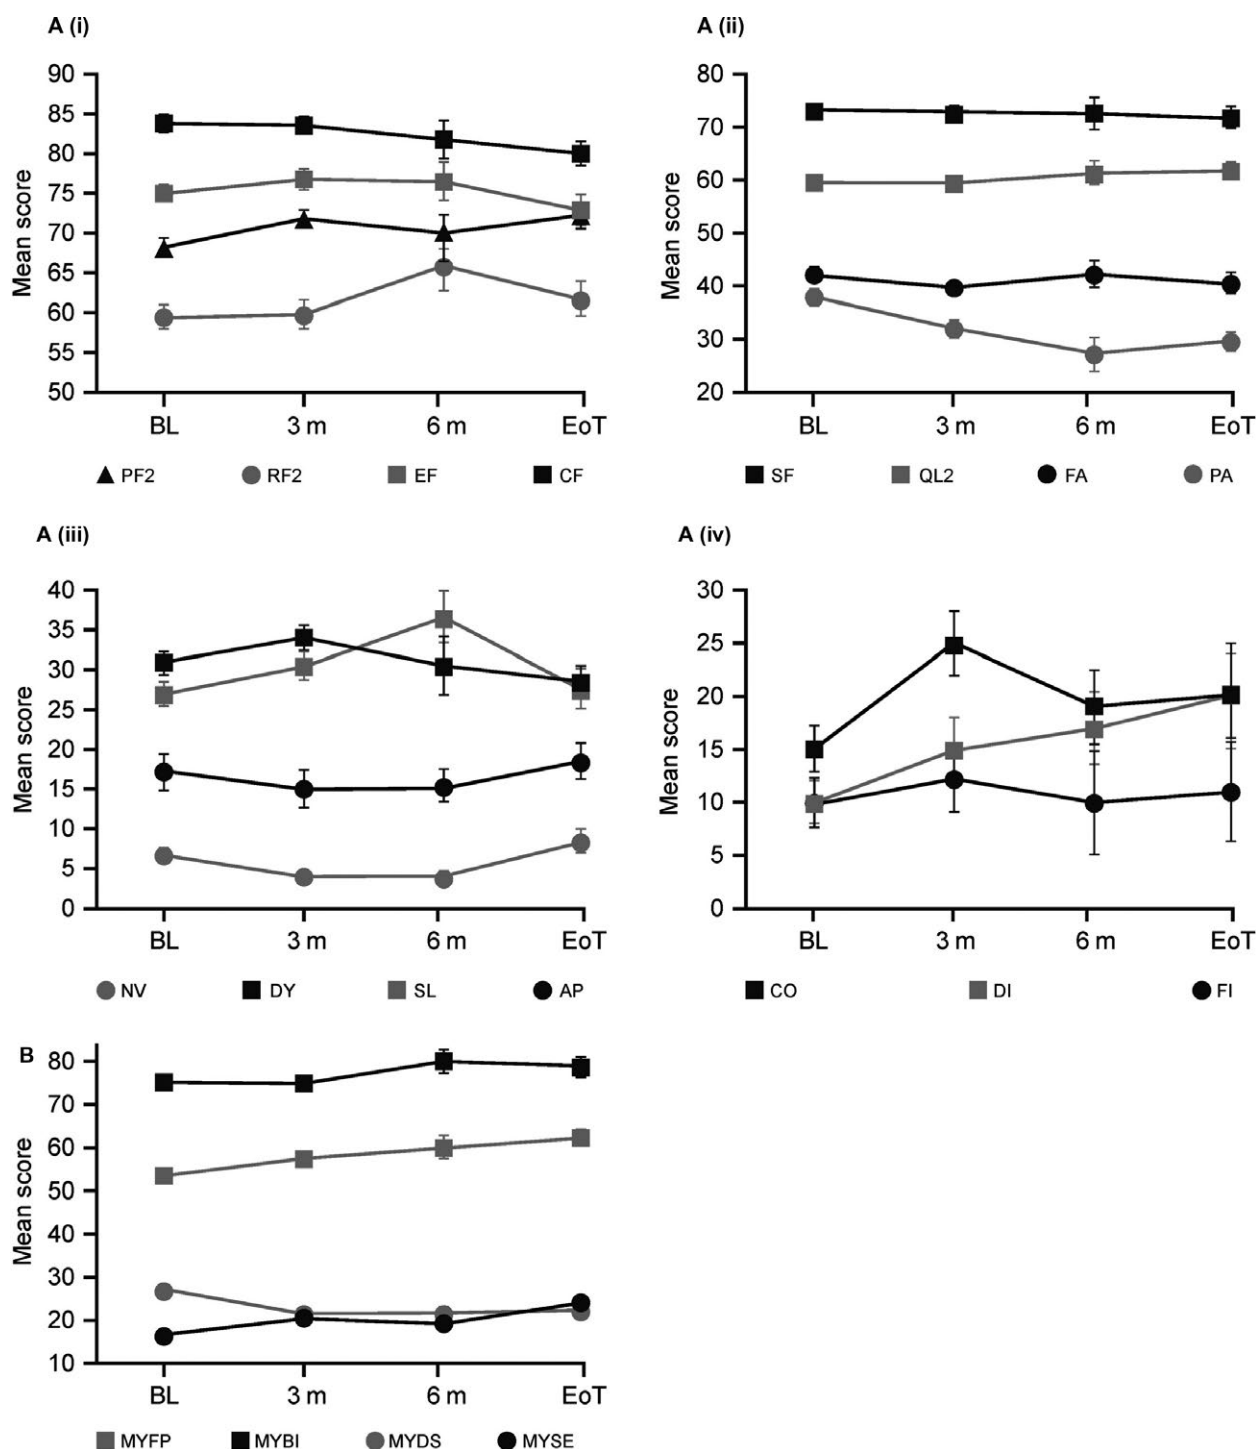 A (i)
90
85
80
75
70
65
60
55
50
Mean score
BL 3 m 6 m EoT
PF2 RF2 EF CF
A (ii)
80
70
60
50
40
30
20
Mean score
BL 3 m 6 m EoT
SF QL2 FA PA
A (iii)
40
35
30
25
20
15
10
5
0
Mean score
BL 3 m 6 m EoT
NV DY SL AP
A (iv)
30
25
20
15
10
5
0
Mean score
BL 3 m 6 m EoT
CO DI FI
B
80
70
60
50
40
30
20
10
Mean score
BL 3 m 6 m EoT
MYFP MYBI MYDS MYSE